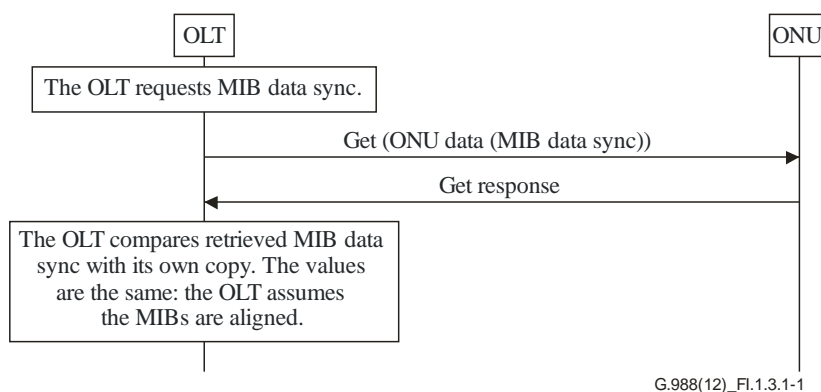 OLT
ONU
The OLT requests MIB data sync.
Get (ONU data (MIB data sync))
Get response
The OLT compares retrieved MIB data
sync with its own copy. The values
are the same: the OLT assumes
the MIBs are aligned.
G.988(12)_FI.1.3.1-1